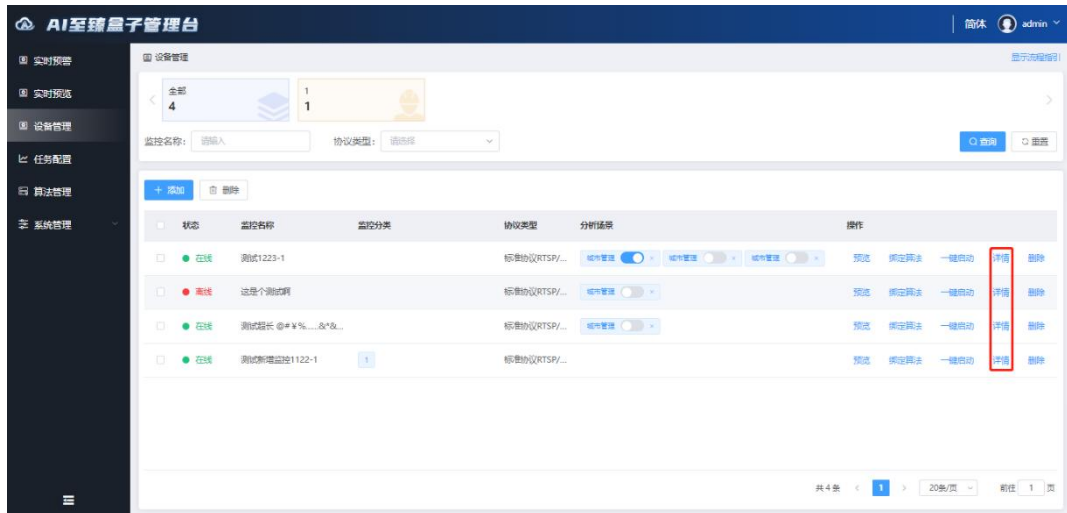 AI至臻盒子管理台
简体 admin
实时预警
实时预览
设备管理
任务配置
算法管理
系统管理
设备管理 显示流程指引
全部
4
1
1
监控名称: 请输入 协议类型: 请选择 查询 重置
+ 添加 删除
状态 监控名称 监控分类 协议类型 分析场景 操作
在线 测试1223-1 标准协议RTSP/... 城市管理 × 城市管理 × 城市管理 × 预览 绑定算法 一键启动 详情 删除
离线 这是个测试啊 标准协议RTSP/... 城市管理 × 预览 绑定算法 一键启动 详情 删除
在线 测试超长 @#￥%……&*&... 标准协议RTSP/... 城市管理 × 预览 绑定算法 一键启动 详情 删除
在线 测试新增监控1122-1 1 标准协议RTSP/... 预览 绑定算法 一键启动 详情 删除
共4条 < 1 > 20条/页 前往 1 页